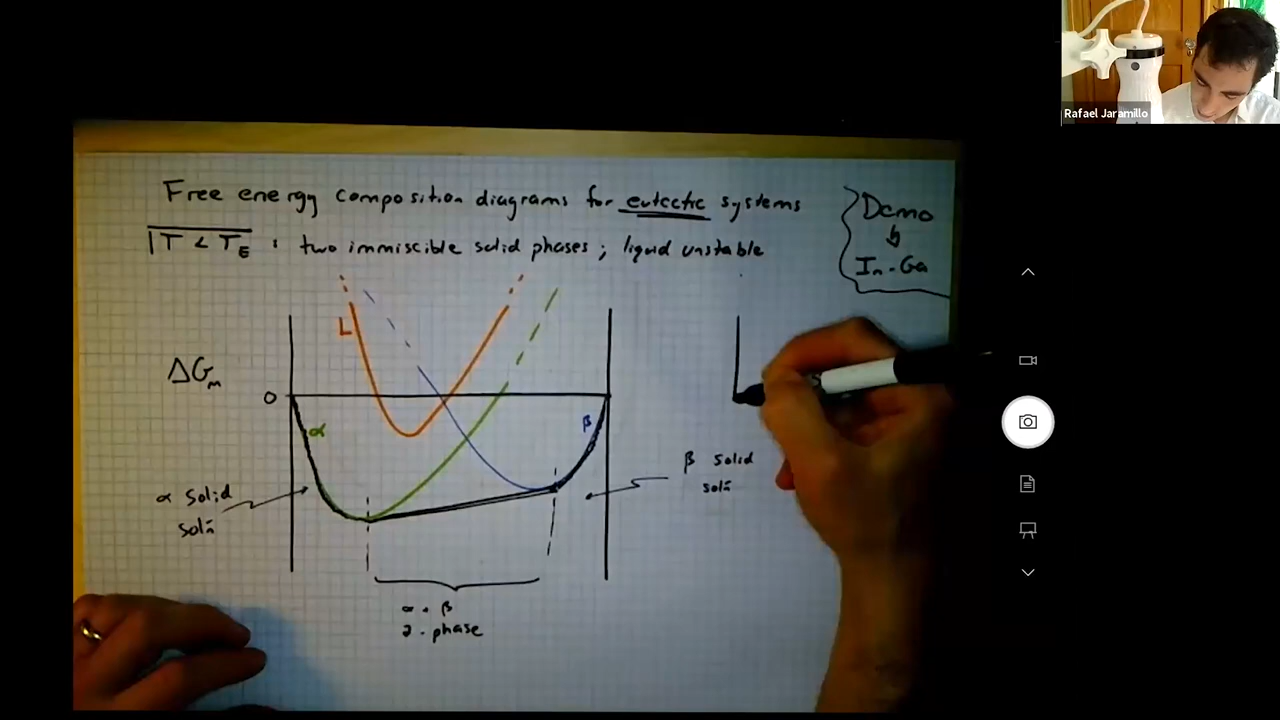 Rafael Jaramillo
Free energy composition diagrams for eutectic systems
T < T_E : two immiscible solid phases ; liquid unstable
Demo
↳
In-Ga
L
ΔG_m
0
α
β
α solid
sol̄n
β solid
sol̄n
α + β
2-phase